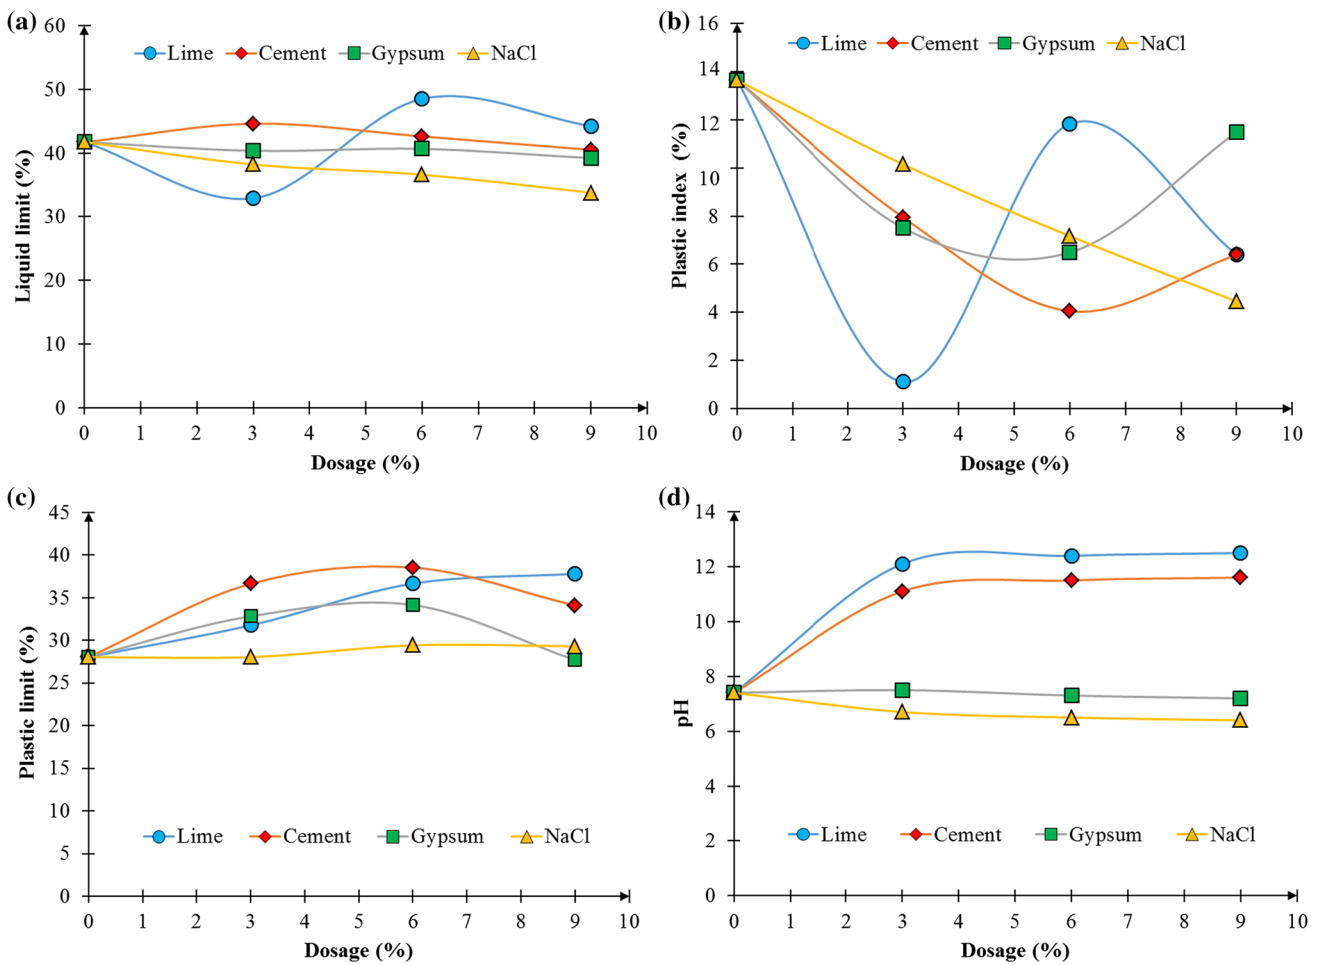 (a)
60
50
40
30
20
10
0
Liquid limit (%)
Lime Cement Gypsum NaCl
0 1 2 3 4 5 6 7 8 9 10
Dosage (%)
(b)
16
14
12
10
8
6
4
2
0
Plastic index (%)
Lime Cement Gypsum NaCl
0 1 2 3 4 5 6 7 8 9 10
Dosage (%)
(c)
45
40
35
30
25
20
15
10
5
0
Plastic limit (%)
Lime Cement Gypsum NaCl
0 1 2 3 4 5 6 7 8 9 10
Dosage (%)
(d)
14
12
10
8
6
4
2
0
pH
Lime Cement Gypsum NaCl
0 1 2 3 4 5 6 7 8 9 10
Dosage (%)